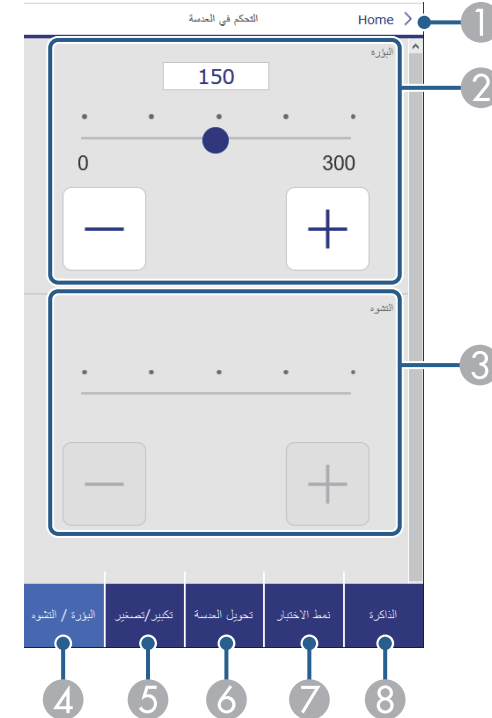 Home
التحكم في العدسة
1
البؤرة
150
2
0
300
التشوه
3
الذاكرة
نمط الاختبار
تحويل العدسة
تكبير/تصغير
البؤرة / التشوه
4
5
6
7
8